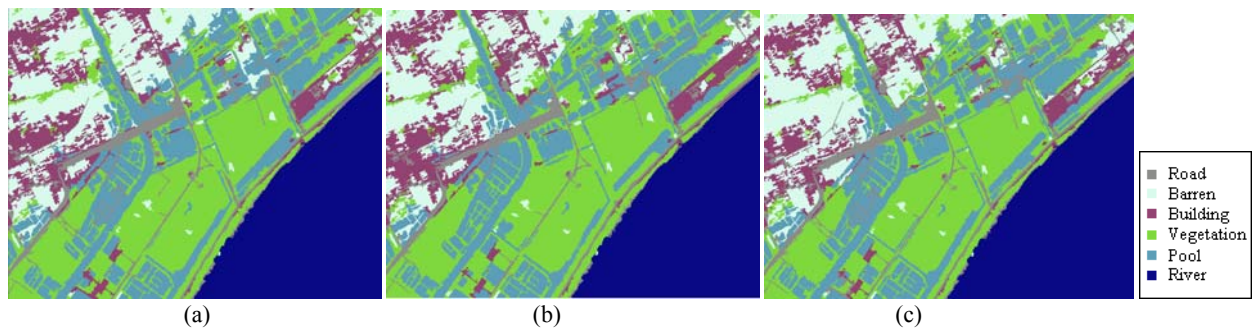 Road
Barren
Building
Vegetation
Pool
River
(a)
(b)
(c)